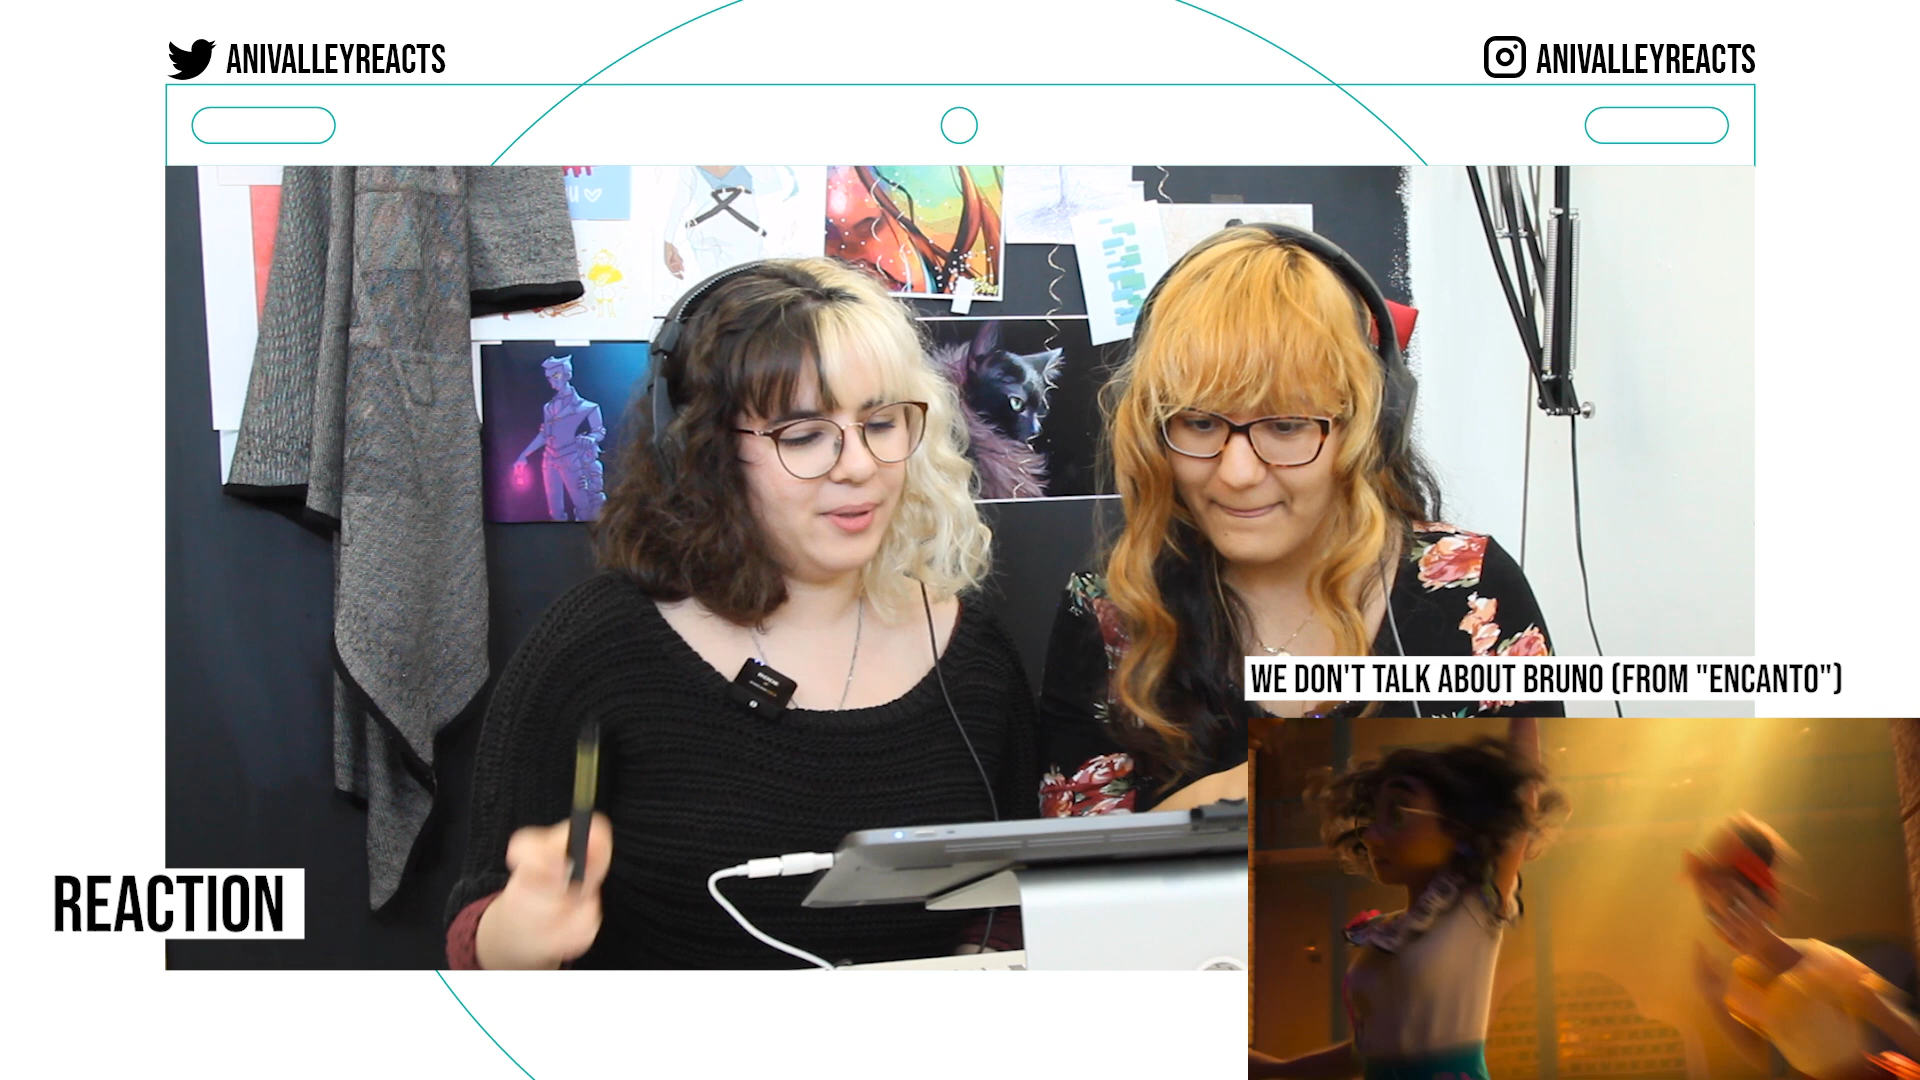 ANIVALLEYREACTS
ANIVALLEYREACTS
WE DON'T TALK ABOUT BRUNO (FROM "ENCANTO")
REACTION